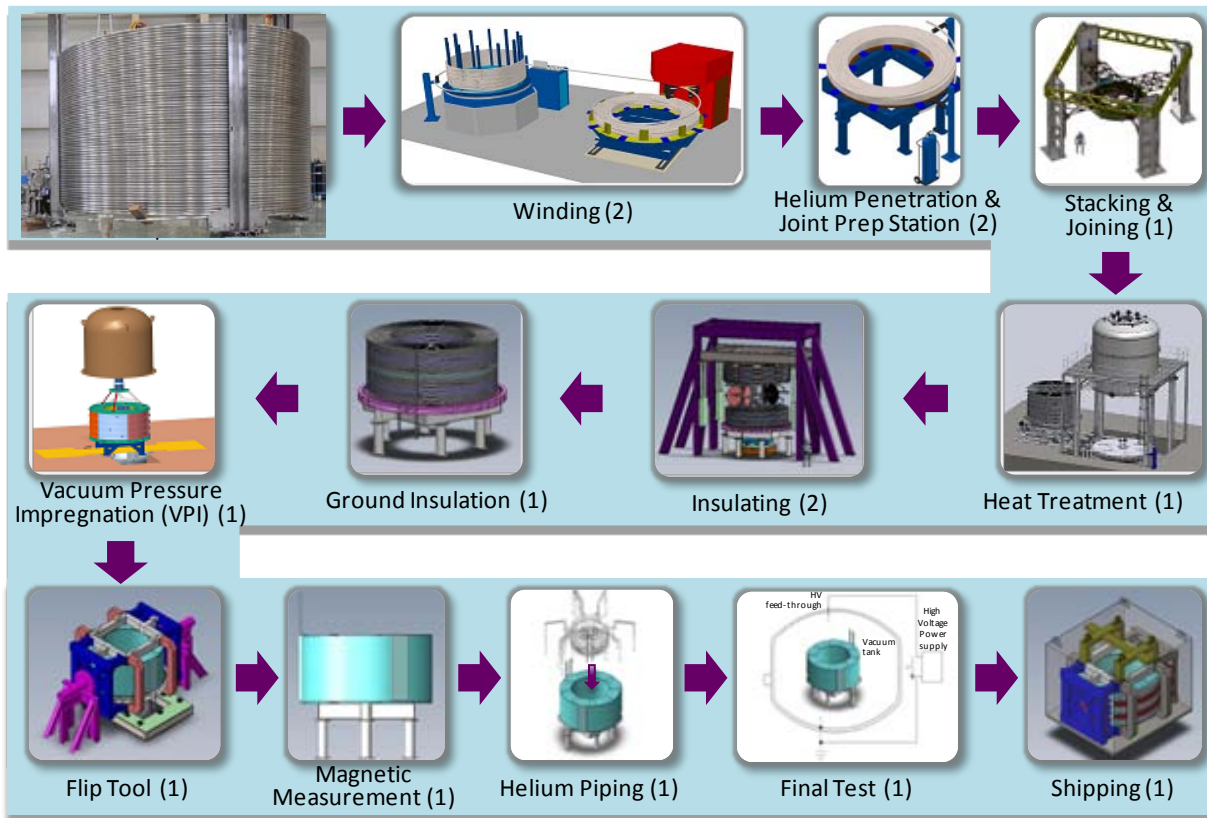 Winding (2)
Helium Penetration &
Joint Prep Station (2)
Stacking &
Joining (1)
Vacuum Pressure
Impregnation (VPI) (1)
Ground Insulation (1)
Insulating (2)
Heat Treatment (1)
HV
feed-through
High
Voltage
Power
supply
Vacuum
tank
Flip Tool (1)
Magnetic
Measurement (1)
Helium Piping (1)
Final Test (1)
Shipping (1)